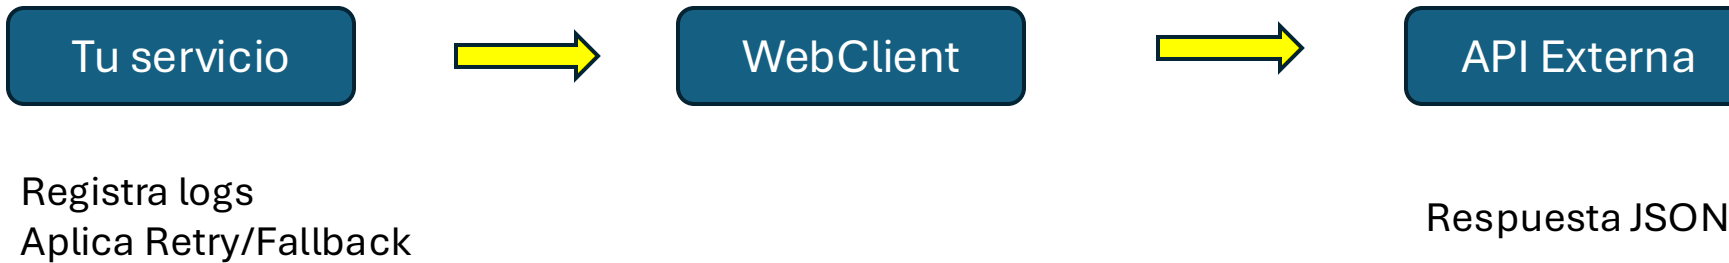 Tu servicio
WebClient
API Externa
Registra logs
Aplica Retry/Fallback
Respuesta JSON